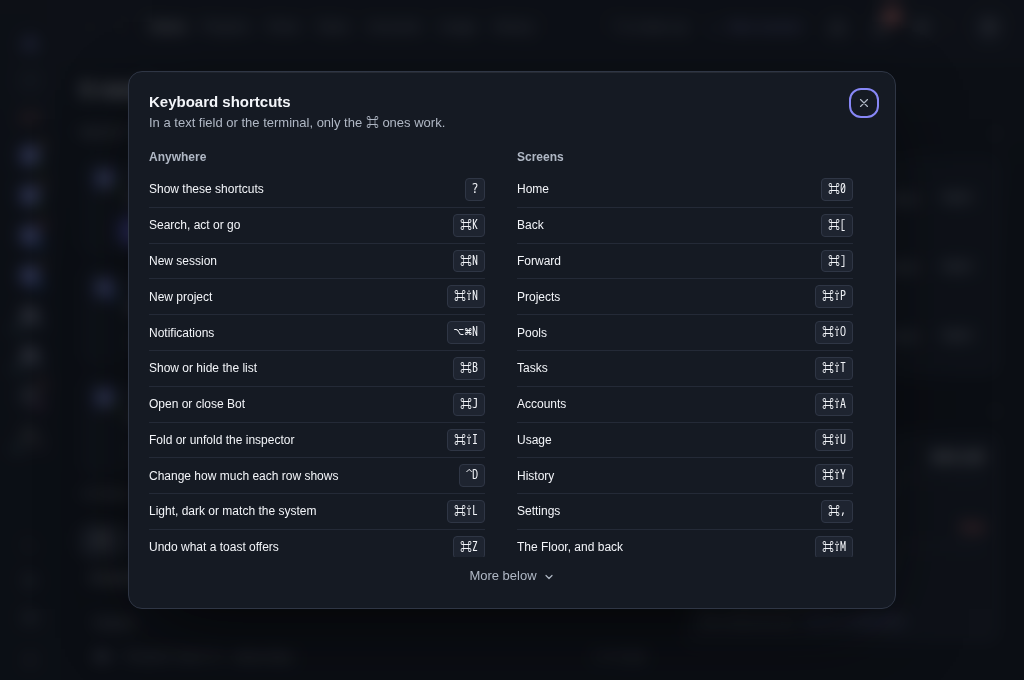 Keyboard shortcuts
In a text field or the terminal, only the ⌘ ones work.
Anywhere
Show these shortcuts ?
Search, act or go ⌘K
New session ⌘N
New project ⌘⇧N
Notifications ⌥⌘N
Show or hide the list ⌘B
Open or close Bot ⌘J
Fold or unfold the inspector ⌘⇧I
Change how much each row shows ^D
Light, dark or match the system ⌘⇧L
Undo what a toast offers ⌘Z
Screens
Home ⌘0
Back ⌘[
Forward ⌘]
Projects ⌘⇧P
Pools ⌘⇧O
Tasks ⌘⇧T
Accounts ⌘⇧A
Usage ⌘⇧U
History ⌘⇧Y
Settings ⌘,
The Floor, and back ⌘⇧M
More below